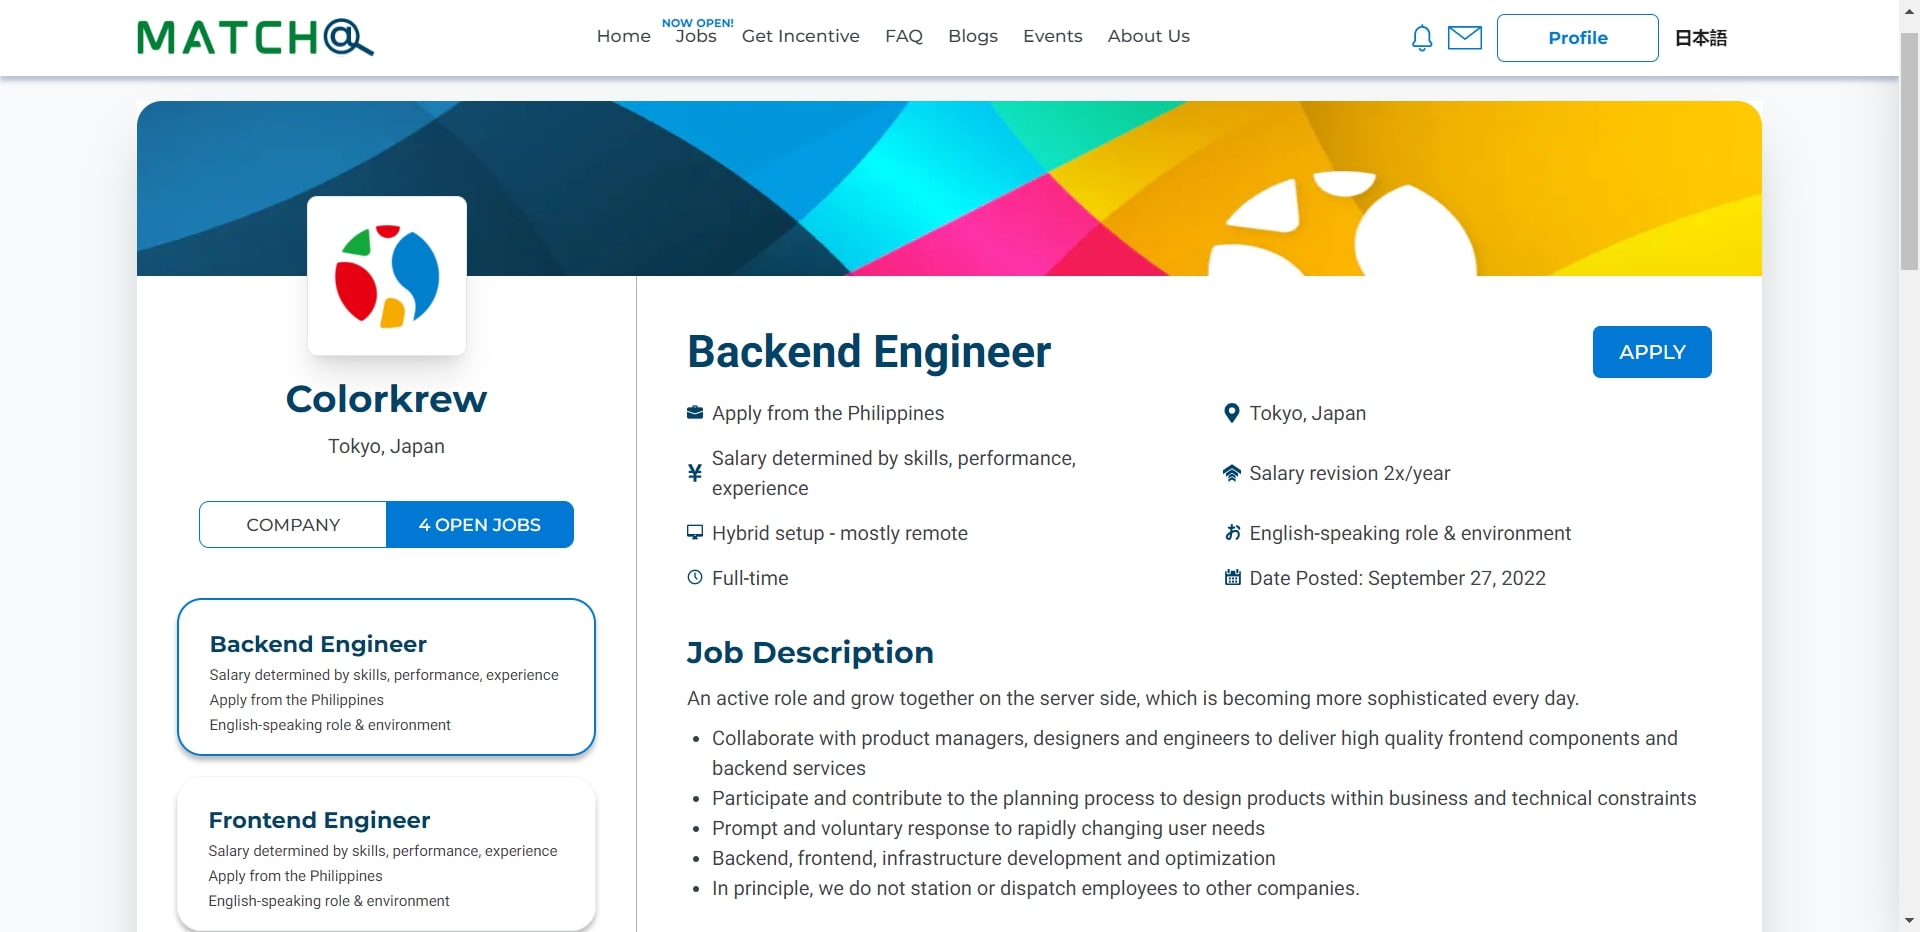 MATCH@
Home
NOW OPEN!
Jobs
Get Incentive
FAQ
Blogs
Events
About Us
Profile
日本語
Colorkrew
Tokyo, Japan
COMPANY
4 OPEN JOBS
Backend Engineer
Salary determined by skills, performance, experience
Apply from the Philippines
English-speaking role & environment
Frontend Engineer
Salary determined by skills, performance, experience
Apply from the Philippines
English-speaking role & environment
Backend Engineer
APPLY
Apply from the Philippines
Tokyo, Japan
¥ Salary determined by skills, performance,
experience
Salary revision 2x/year
Hybrid setup - mostly remote
お English-speaking role & environment
Full-time
Date Posted: September 27, 2022
Job Description
An active role and grow together on the server side, which is becoming more sophisticated every day.
• Collaborate with product managers, designers and engineers to deliver high quality frontend components and
backend services
• Participate and contribute to the planning process to design products within business and technical constraints
• Prompt and voluntary response to rapidly changing user needs
• Backend, frontend, infrastructure development and optimization
• In principle, we do not station or dispatch employees to other companies.